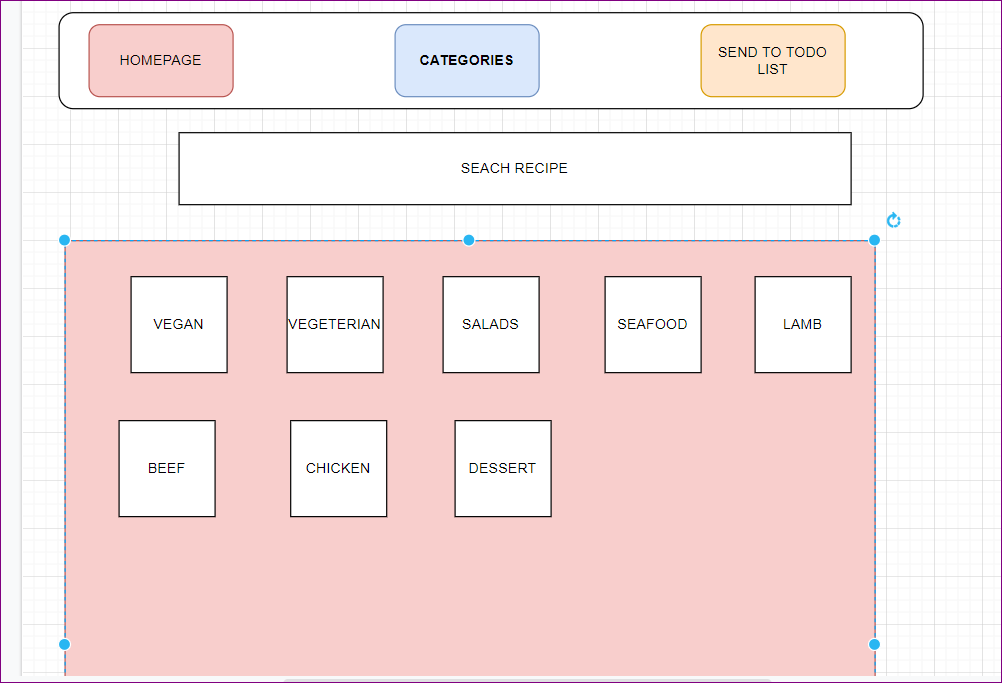 HOMEPAGE
CATEGORIES
SEND TO TODO
LIST
SEACH RECIPE
VEGAN
VEGETERIAN
SALADS
SEAFOOD
LAMB
BEEF
CHICKEN
DESSERT